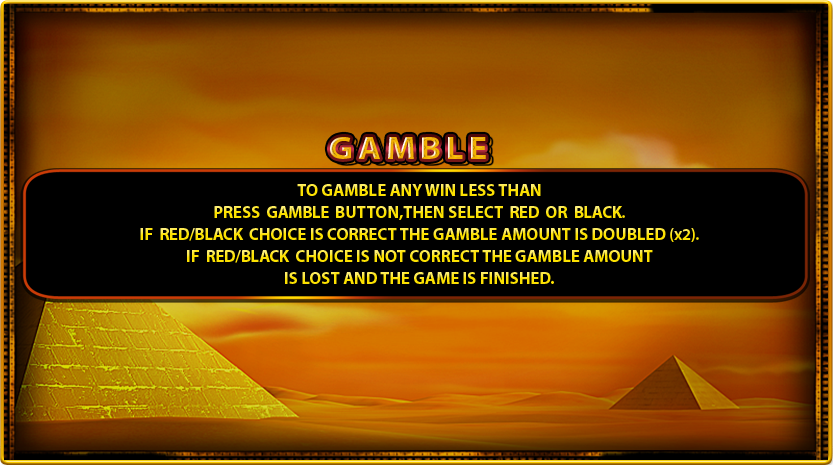 GAMBLE
TO GAMBLE ANY WIN LESS THAN
PRESS GAMBLE BUTTON,THEN SELECT RED OR BLACK.
IF RED/BLACK CHOICE IS CORRECT THE GAMBLE AMOUNT IS DOUBLED (x2).
IF RED/BLACK CHOICE IS NOT CORRECT THE GAMBLE AMOUNT
IS LOST AND THE GAME IS FINISHED.